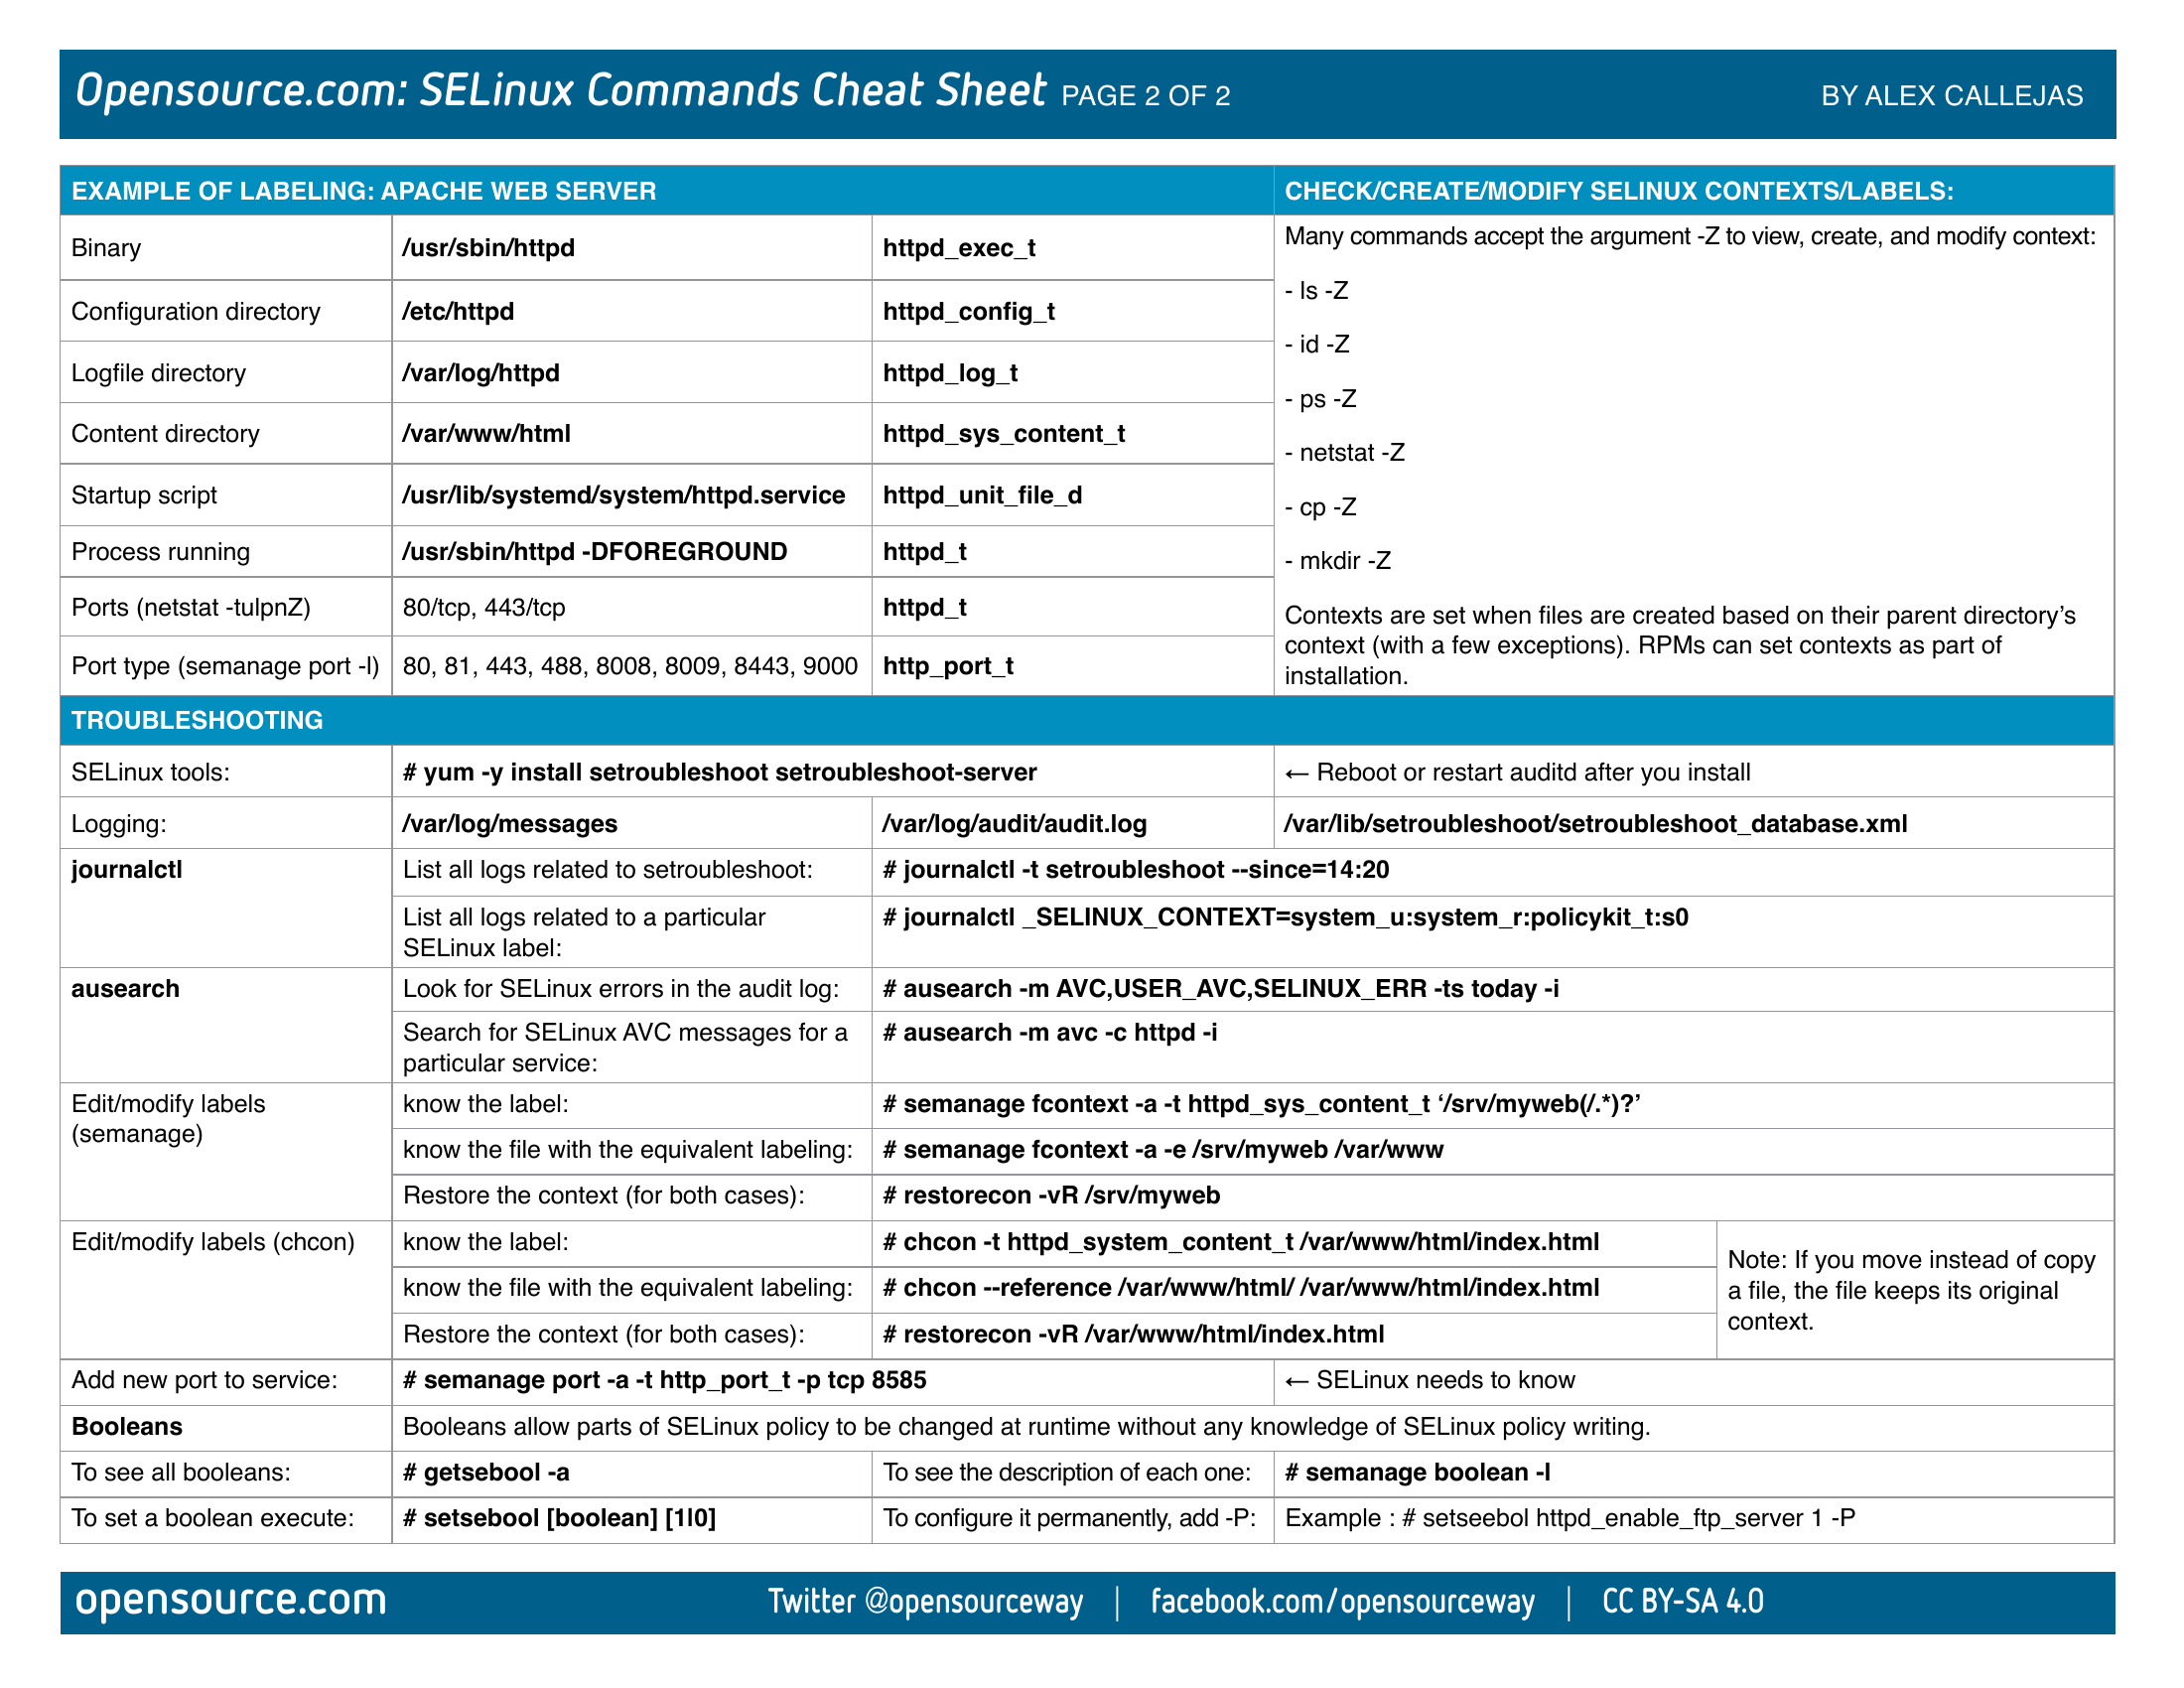 Opensource.com: SELinux Commands Cheat Sheet PAGE 2 OF 2 BY ALEX CALLEJAS
EXAMPLE OF LABELING: APACHE WEB SERVER
Binary /usr/sbin/httpd httpd_exec_t
Configuration directory /etc/httpd httpd_config_t
Logfile directory /var/log/httpd httpd_log_t
Content directory /var/www/html httpd_sys_content_t
Startup script /usr/lib/systemd/system/httpd.service httpd_unit_file_d
Process running /usr/sbin/httpd -DFOREGROUND httpd_t
Ports (netstat -tulpnZ) 80/tcp, 443/tcp httpd_t
Port type (semanage port -l) 80, 81, 443, 488, 8008, 8009, 8443, 9000 http_port_t
CHECK/CREATE/MODIFY SELINUX CONTEXTS/LABELS:
Many commands accept the argument -Z to view, create, and modify context:
- ls -Z
- id -Z
- ps -Z
- netstat -Z
- cp -Z
- mkdir -Z
Contexts are set when files are created based on their parent directory’s
context (with a few exceptions). RPMs can set contexts as part of
installation.
TROUBLESHOOTING
SELinux tools: # yum -y install setroubleshoot setroubleshoot-server ← Reboot or restart auditd after you install
Logging: /var/log/messages /var/log/audit/audit.log /var/lib/setroubleshoot/setroubleshoot_database.xml
journalctl List all logs related to setroubleshoot: # journalctl -t setroubleshoot --since=14:20
List all logs related to a particular # journalctl _SELINUX_CONTEXT=system_u:system_r:policykit_t:s0
SELinux label:
ausearch Look for SELinux errors in the audit log: # ausearch -m AVC,USER_AVC,SELINUX_ERR -ts today -i
Search for SELinux AVC messages for a # ausearch -m avc -c httpd -i
particular service:
Edit/modify labels know the label: # semanage fcontext -a -t httpd_sys_content_t ‘/srv/myweb(/.*)?’
(semanage)
know the file with the equivalent labeling: # semanage fcontext -a -e /srv/myweb /var/www
Restore the context (for both cases): # restorecon -vR /srv/myweb
Edit/modify labels (chcon) know the label: # chcon -t httpd_system_content_t /var/www/html/index.html
know the file with the equivalent labeling: # chcon --reference /var/www/html/ /var/www/html/index.html
Restore the context (for both cases): # restorecon -vR /var/www/html/index.html
Note: If you move instead of copy
a file, the file keeps its original
context.
Add new port to service: # semanage port -a -t http_port_t -p tcp 8585 ← SELinux needs to know
Booleans Booleans allow parts of SELinux policy to be changed at runtime without any knowledge of SELinux policy writing.
To see all booleans: # getsebool -a To see the description of each one: # semanage boolean -l
To set a boolean execute: # setsebool [boolean] [1|0] To configure it permanently, add -P: Example : # setseebol httpd_enable_ftp_server 1 -P
opensource.com Twitter @opensourceway | facebook.com/opensourceway | CC BY-SA 4.0